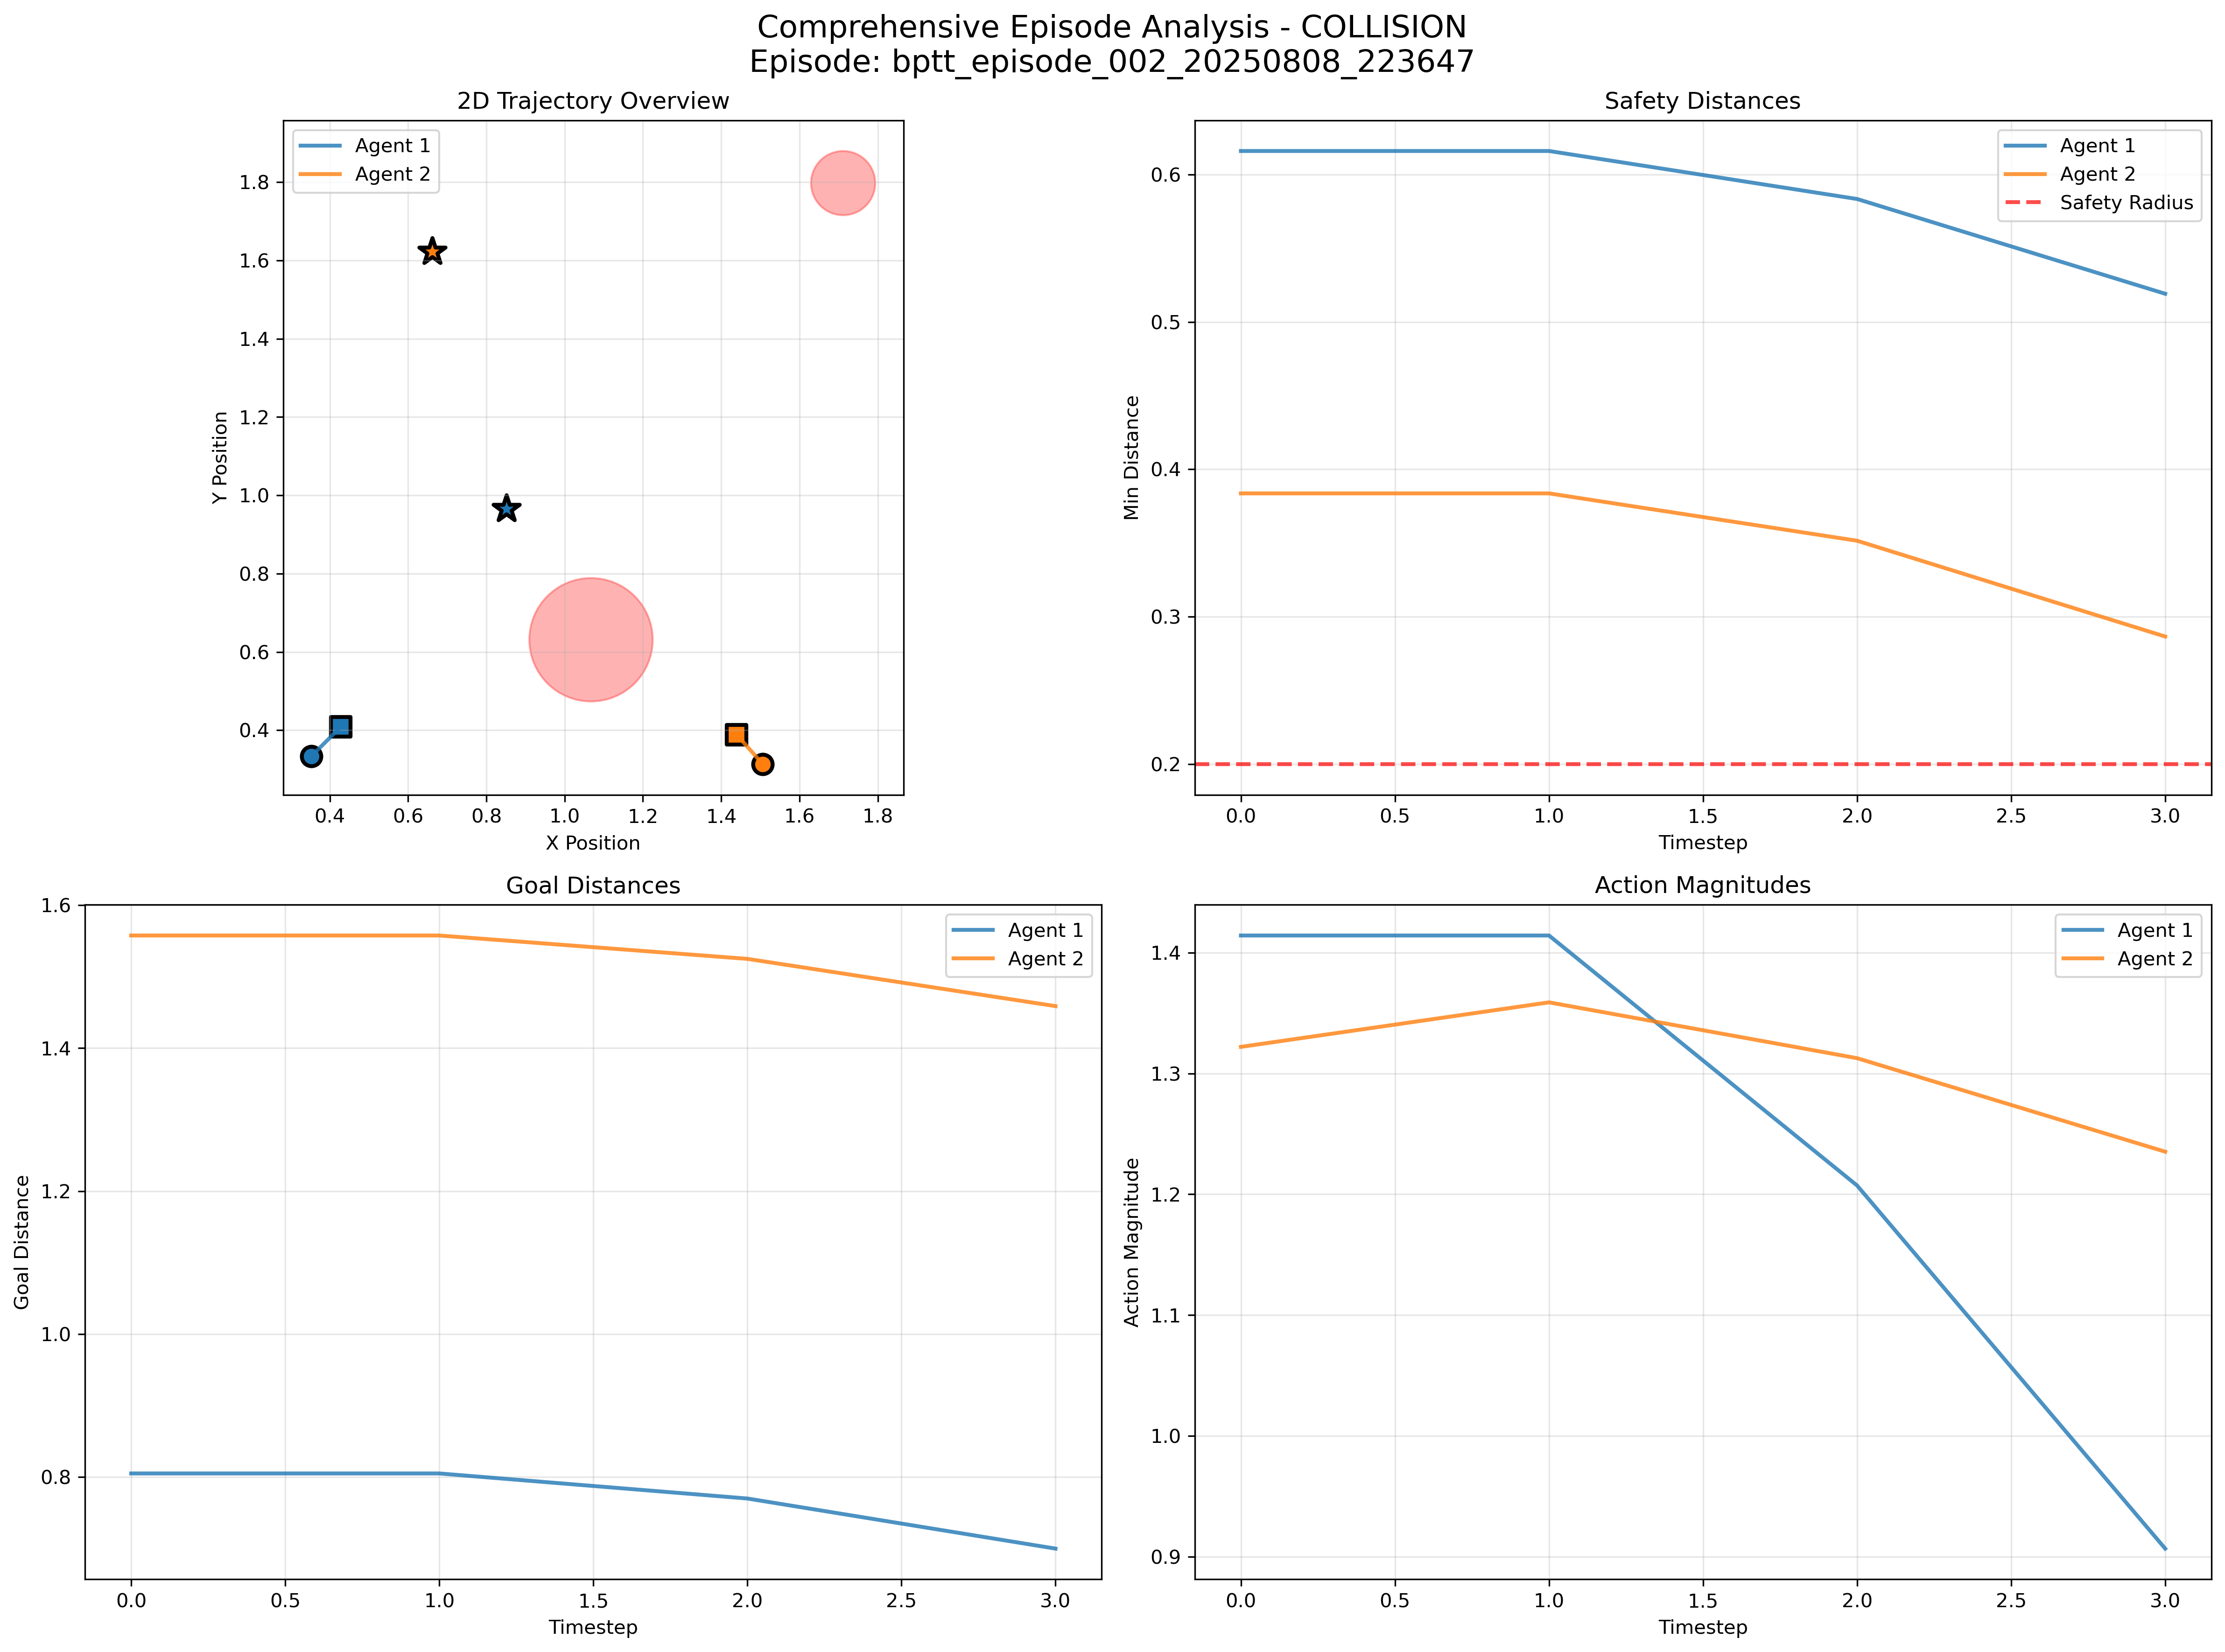 Comprehensive Episode Analysis - COLLISION
Episode: bptt_episode_002_20250808_223647
2D Trajectory Overview
Agent 1
Agent 2
Y Position
1.8
1.6
1.4
1.2
1.0
0.8
0.6
0.4
0.4 0.6 0.8 1.0 1.2 1.4 1.6 1.8
X Position
Safety Distances
Agent 1
Agent 2
Safety Radius
Min Distance
0.6
0.5
0.4
0.3
0.2
0.0 0.5 1.0 1.5 2.0 2.5 3.0
Timestep
Goal Distances
Agent 1
Agent 2
Goal Distance
1.6
1.4
1.2
1.0
0.8
0.0 0.5 1.0 1.5 2.0 2.5 3.0
Timestep
Action Magnitudes
Agent 1
Agent 2
Action Magnitude
1.4
1.3
1.2
1.1
1.0
0.9
0.0 0.5 1.0 1.5 2.0 2.5 3.0
Timestep